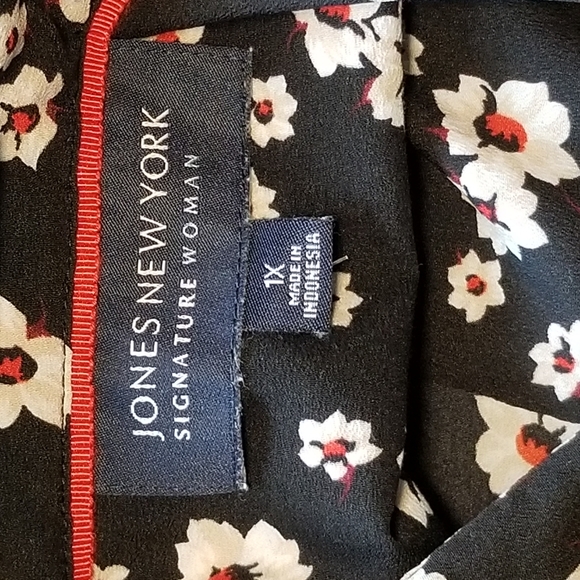 JONES NEW YORK
SIGNATURE WOMAN
1X
MADE IN
INDONESIA